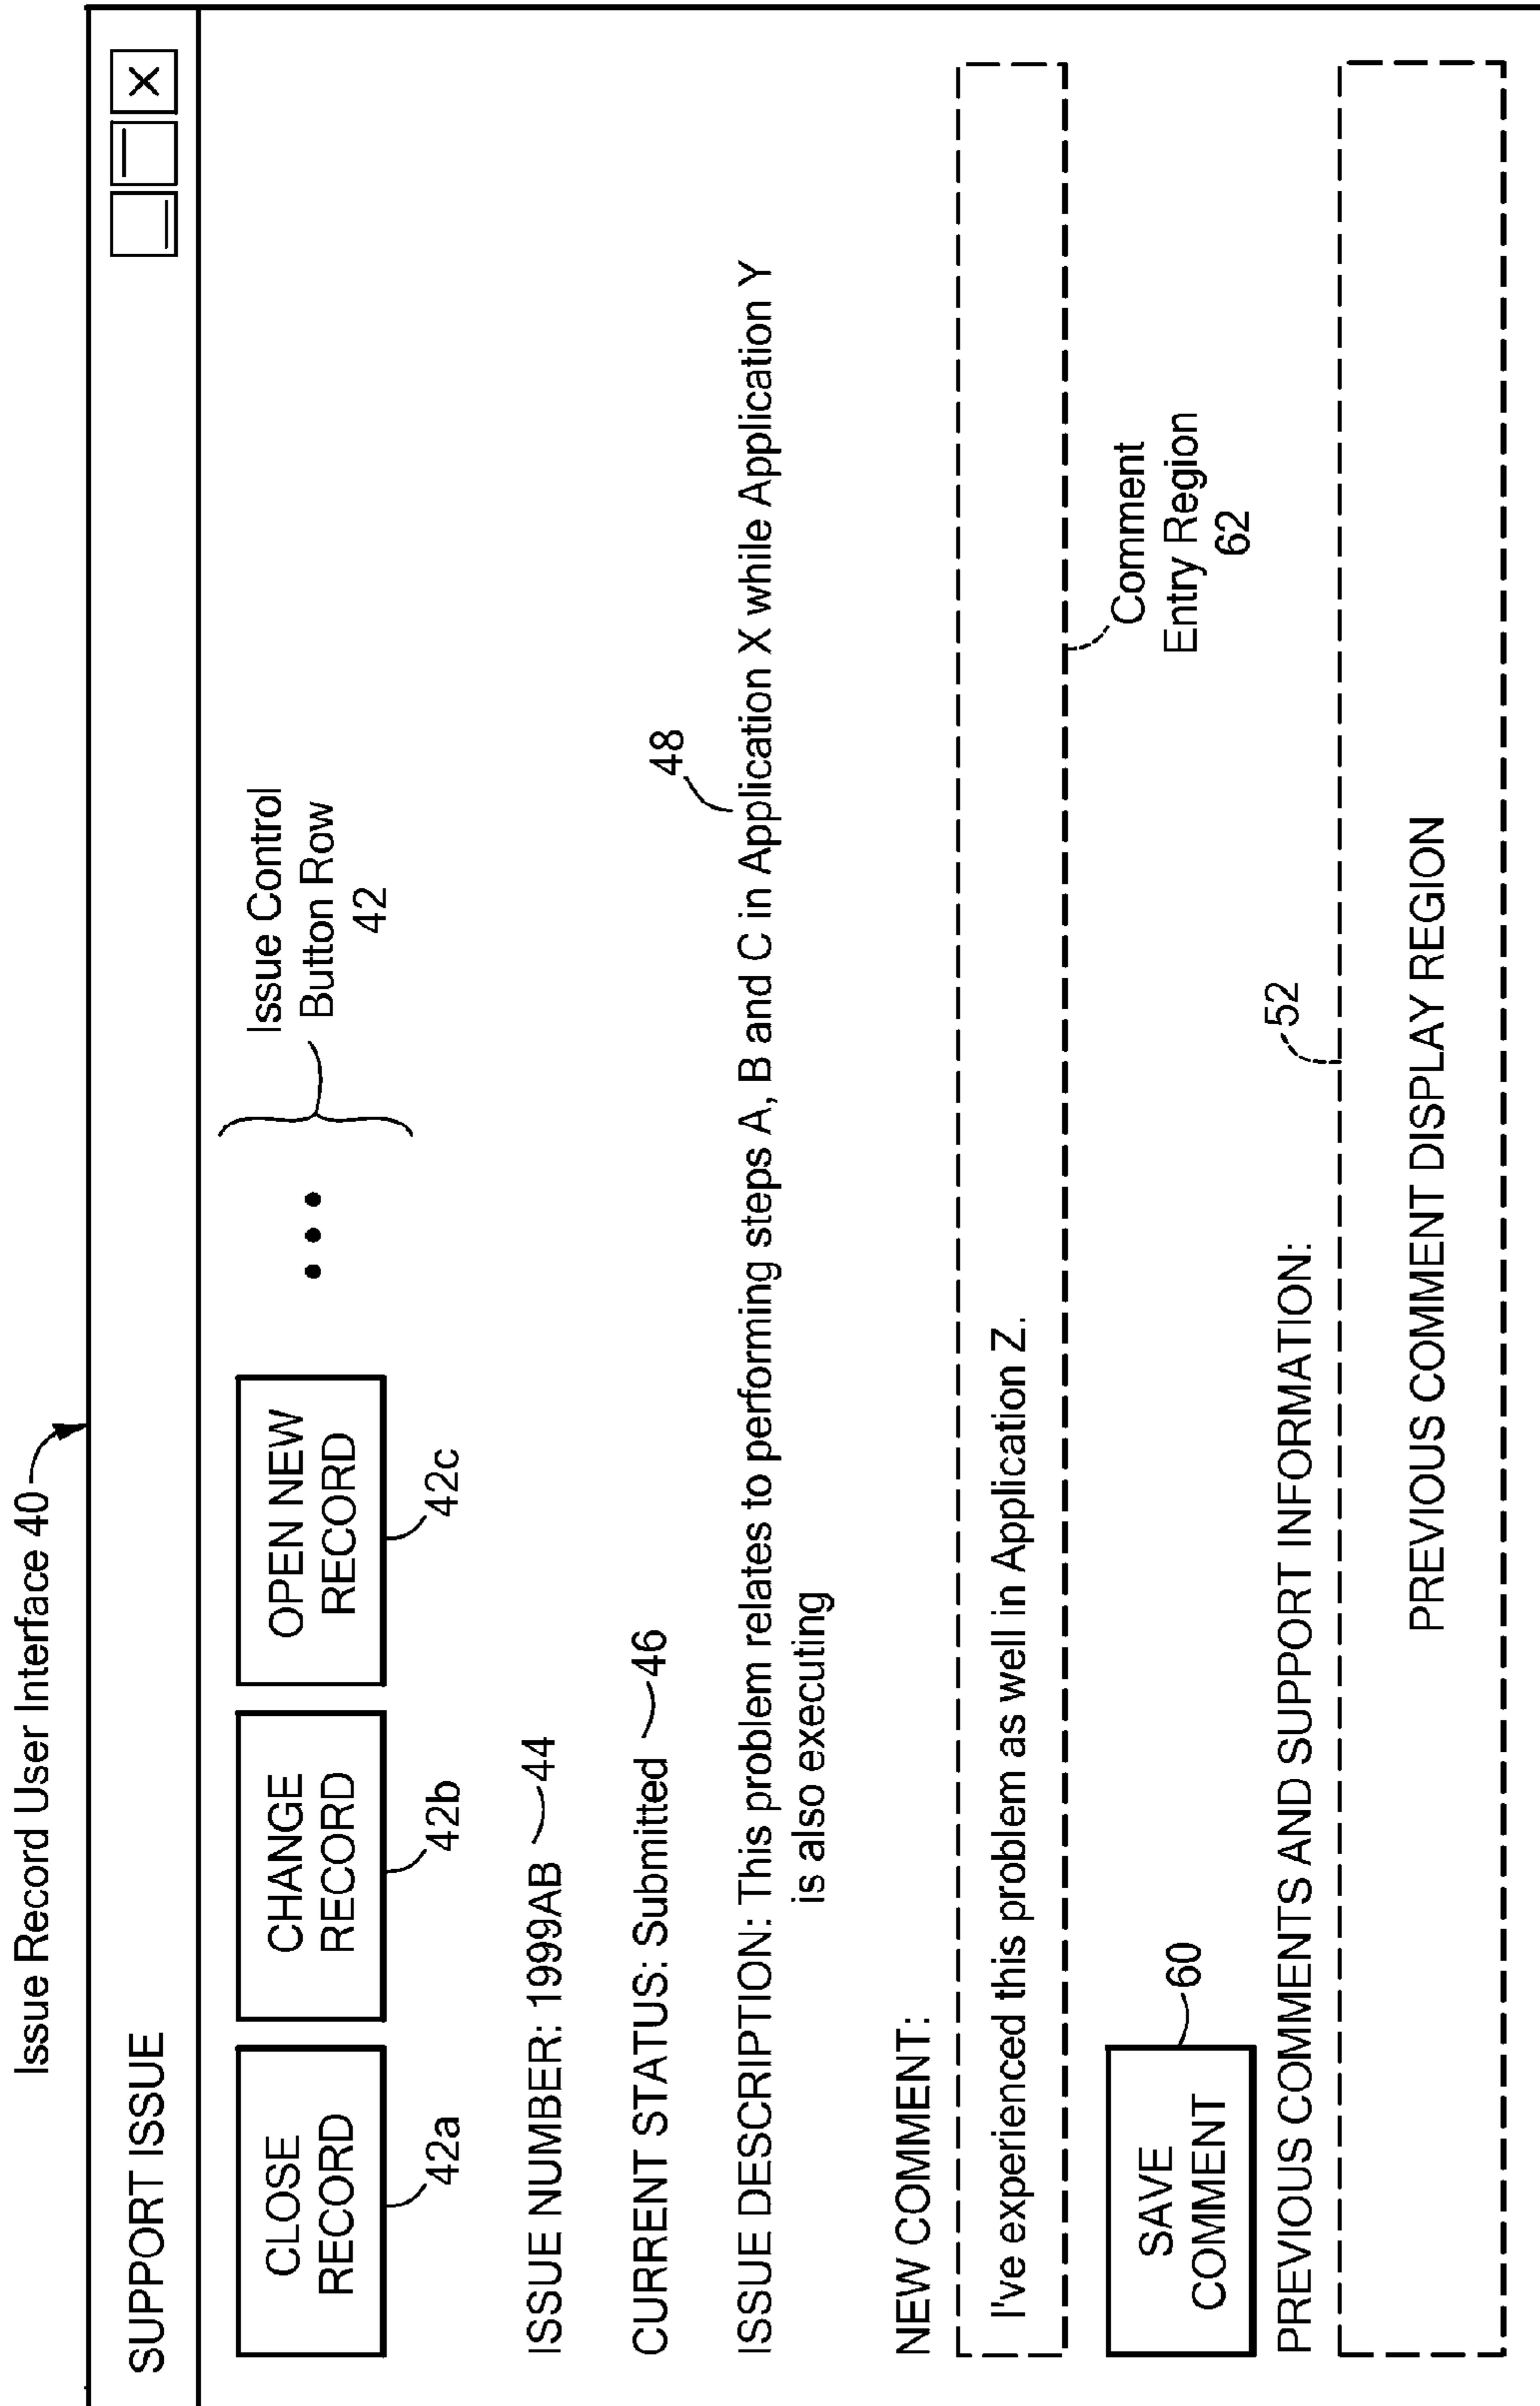 Issue Record User Interface 40
SUPPORT ISSUE
X
CLOSE
RECORD
42a
CHANGE
RECORD
42b
OPEN NEW
RECORD
42c
• • •
Issue Control
Button Row
42
ISSUE NUMBER: 1999AB 44
CURRENT STATUS: Submitted 46
48
ISSUE DESCRIPTION: This problem relates to performing steps A, B and C in Application X while Application Y
is also executing
NEW COMMENT:
I've experienced this problem as well in Application Z.
Comment
Entry Region
62
SAVE
COMMENT
60
PREVIOUS COMMENTS AND SUPPORT INFORMATION:
52
PREVIOUS COMMENT DISPLAY REGION